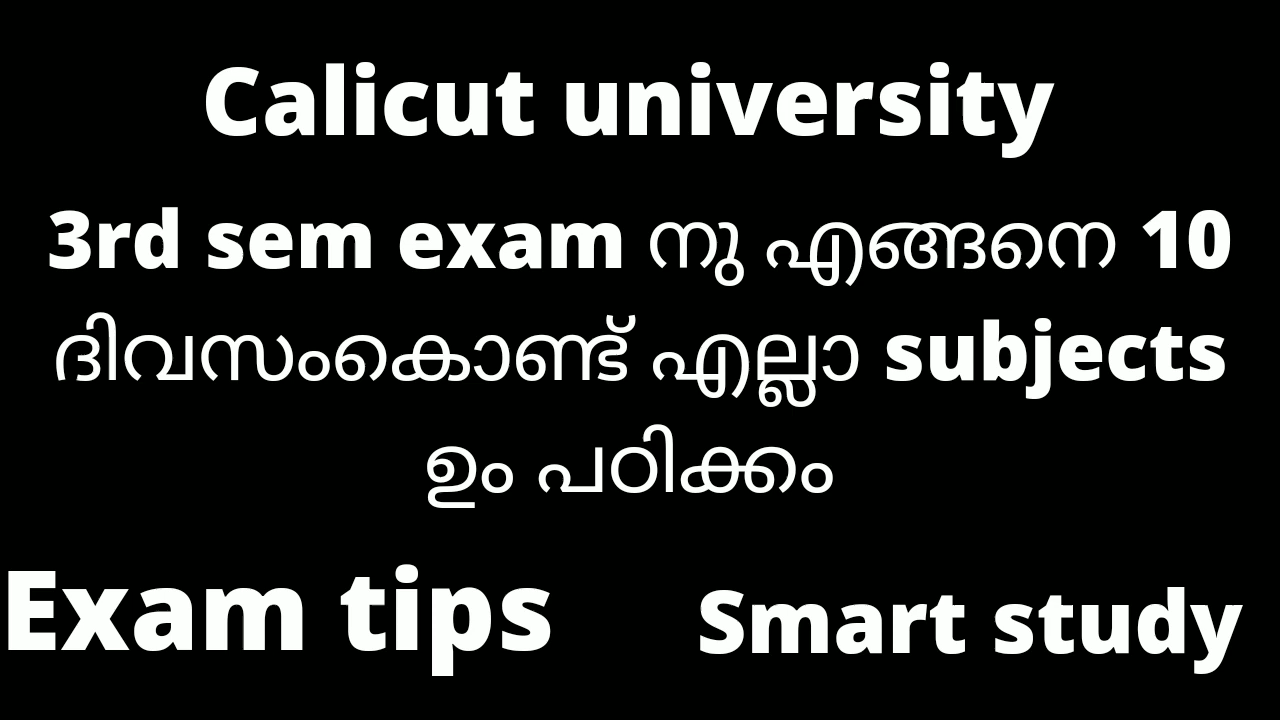 Calicut university
3rd sem exam നു എങ്ങനെ 10
ദിവസംകൊണ്ട് എല്ലാ subjects
ഉം പഠിക്കം
Exam tips
Smart study